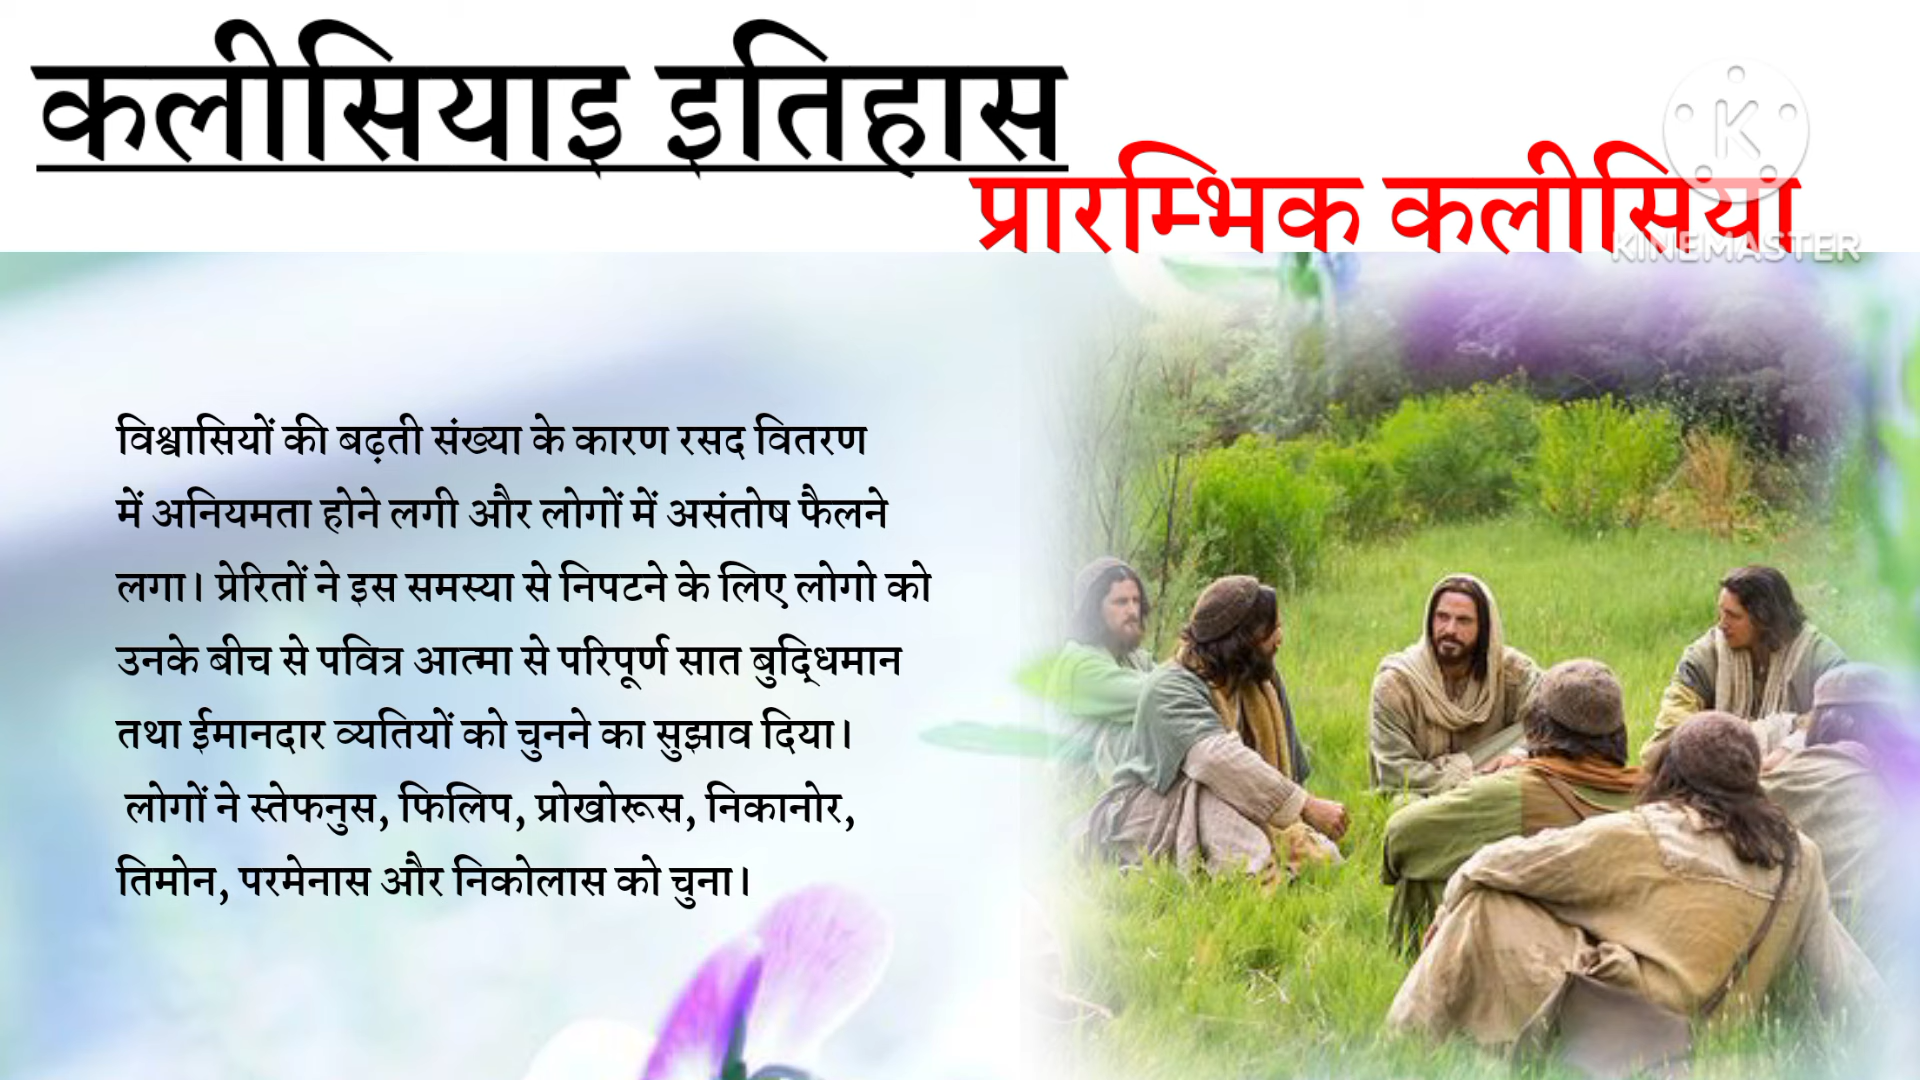 कलीसियाइ इतिहास
प्रारम्भिक कलीसिया
K
KINEMASTER
विश्वासियों की बढ़ती संख्या के कारण रसद वितरण
में अनियमता होने लगी और लोगों में असंतोष फैलने
लगा। प्रेरितों ने इस समस्या से निपटने के लिए लोगो को
उनके बीच से पवित्र आत्मा से परिपूर्ण सात बुद्धिमान
तथा ईमानदार व्यतियों को चुनने का सुझाव दिया।
लोगों ने स्तेफनुस, फिलिप, प्रोखोरूस, निकानोर,
तिमोन, परमेनास और निकोलास को चुना।